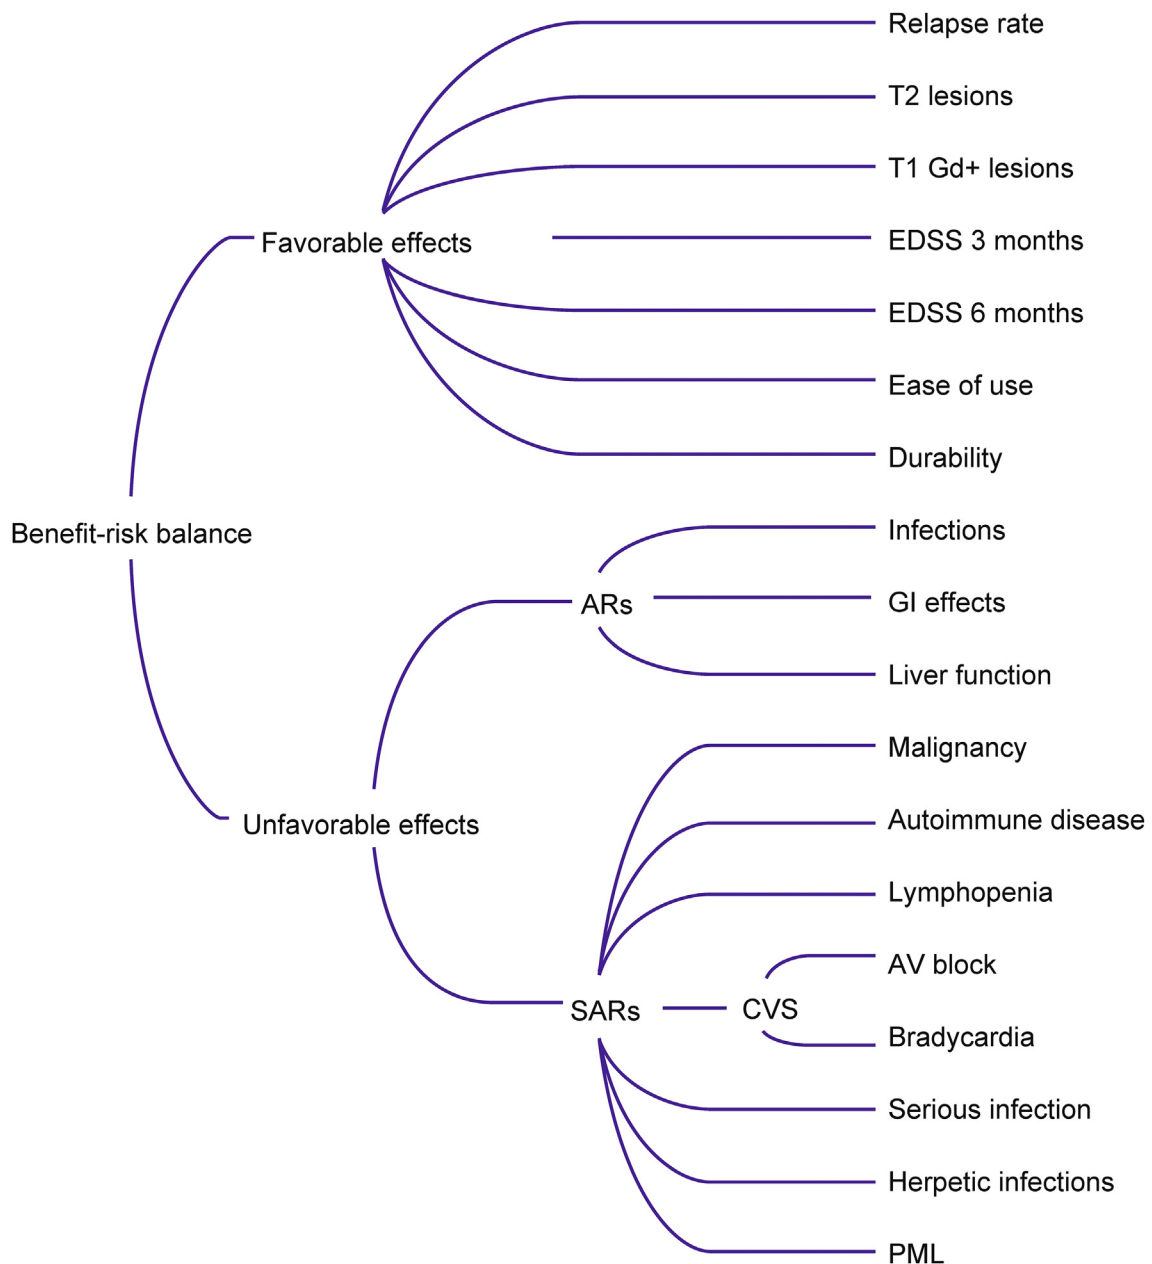 Relapse rate
T2 lesions
T1 Gd+ lesions
Favorable effects
EDSS 3 months
EDSS 6 months
Ease of use
Durability
Benefit-risk balance
Infections
ARs
GI effects
Liver function
Malignancy
Unfavorable effects
Autoimmune disease
Lymphopenia
AV block
SARs
CVS
Bradycardia
Serious infection
Herpetic infections
PML